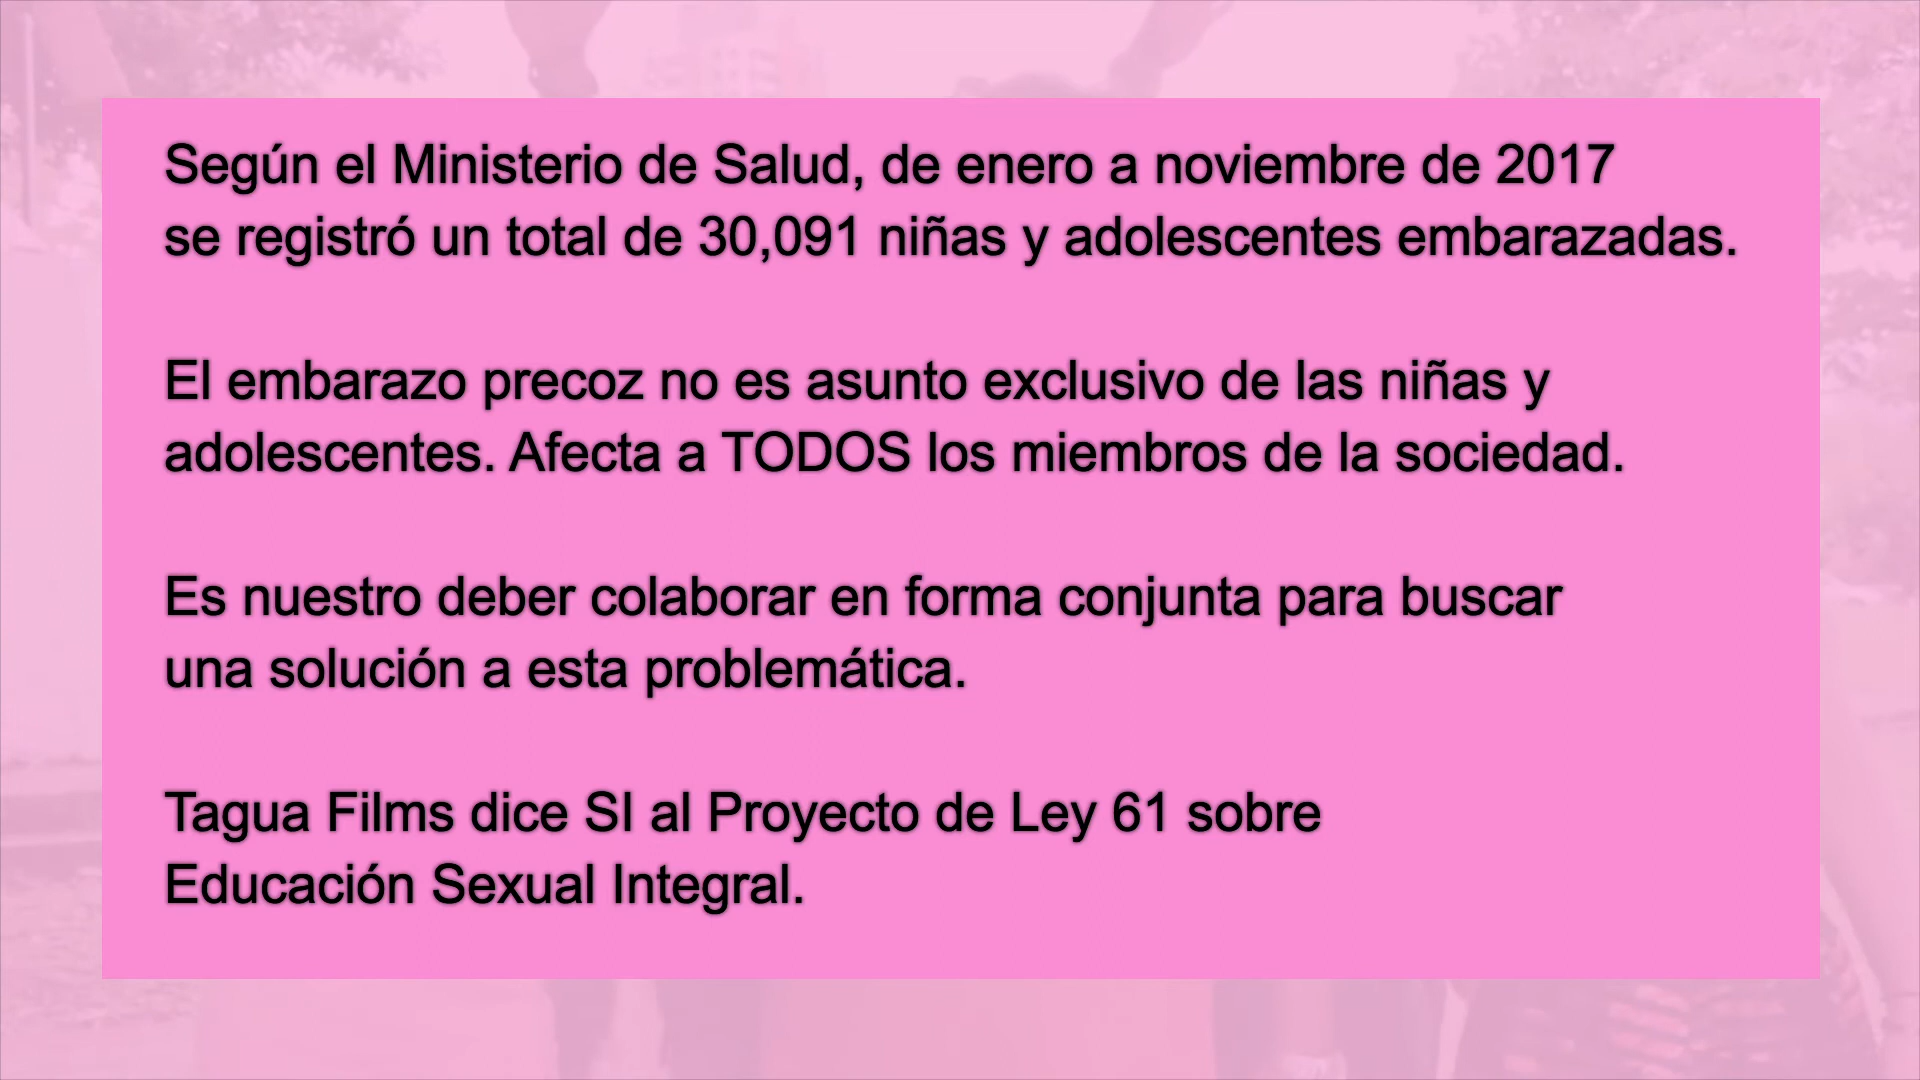 Según el Ministerio de Salud, de enero a noviembre de 2017
se registró un total de 30,091 niñas y adolescentes embarazadas.
El embarazo precoz no es asunto exclusivo de las niñas y
adolescentes. Afecta a TODOS los miembros de la sociedad.
Es nuestro deber colaborar en forma conjunta para buscar
una solución a esta problemática.
Tagua Films dice SI al Proyecto de Ley 61 sobre
Educación Sexual Integral.